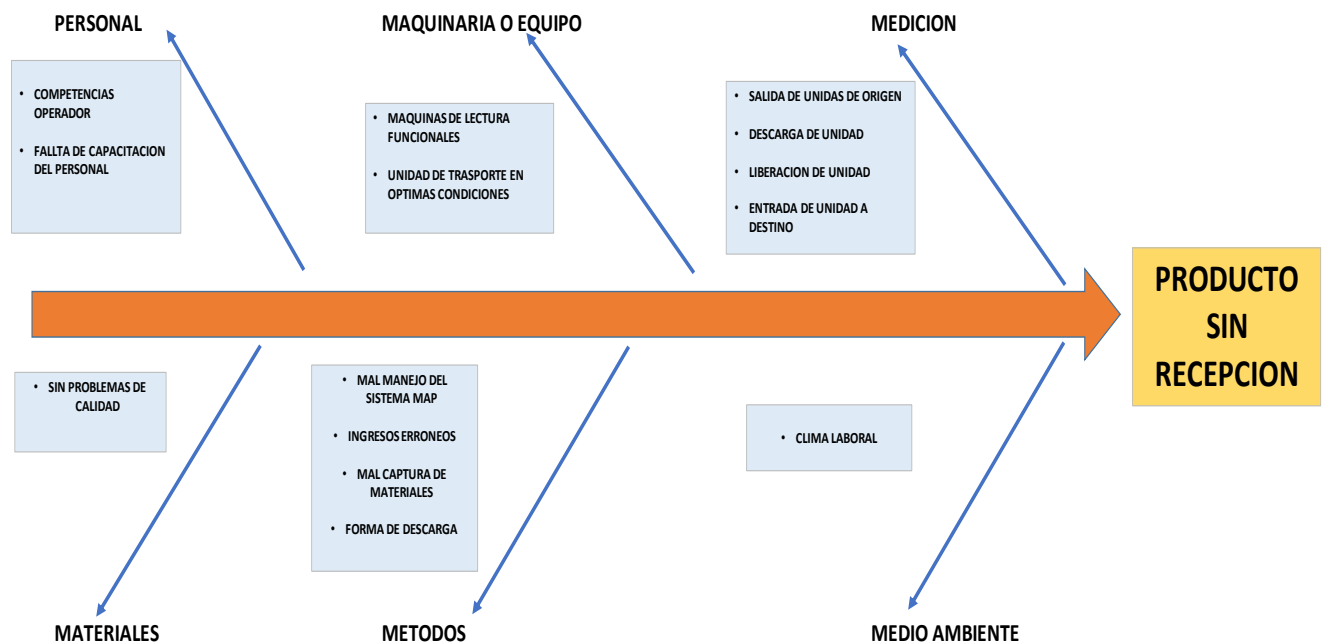 PERSONAL
MAQUINARIA O EQUIPO
MEDICION
• COMPETENCIAS
OPERADOR
• FALLTA DE CAPACITACION
DEL PERSONAL
• MAQUINAS DE LECTURA
FUNCIONALES
• UNIDAD DE TRASPORTE EN
OPTIMAS CONDICIONES
• SALIDA DE UNIDAS DE ORIGEN
• DESCARGA DE UNIDAD
• LIBERACION DE UNIDAD
• ENTRADA DE UNIDAD A
DESTINO
PRODUCTO
SIN
RECEPCION
• SIN PROBLEMAS DE
CALIDAD
• MAL MANEJO DEL
SISTEMA MAP
• INGRESOS ERRONEOS
• MAL CAPTURA DE
MATERIALES
• FORMA DE DESCARGA
• CLIMA LABORAL
MATERIALES
METODOS
MEDIO AMBIENTE